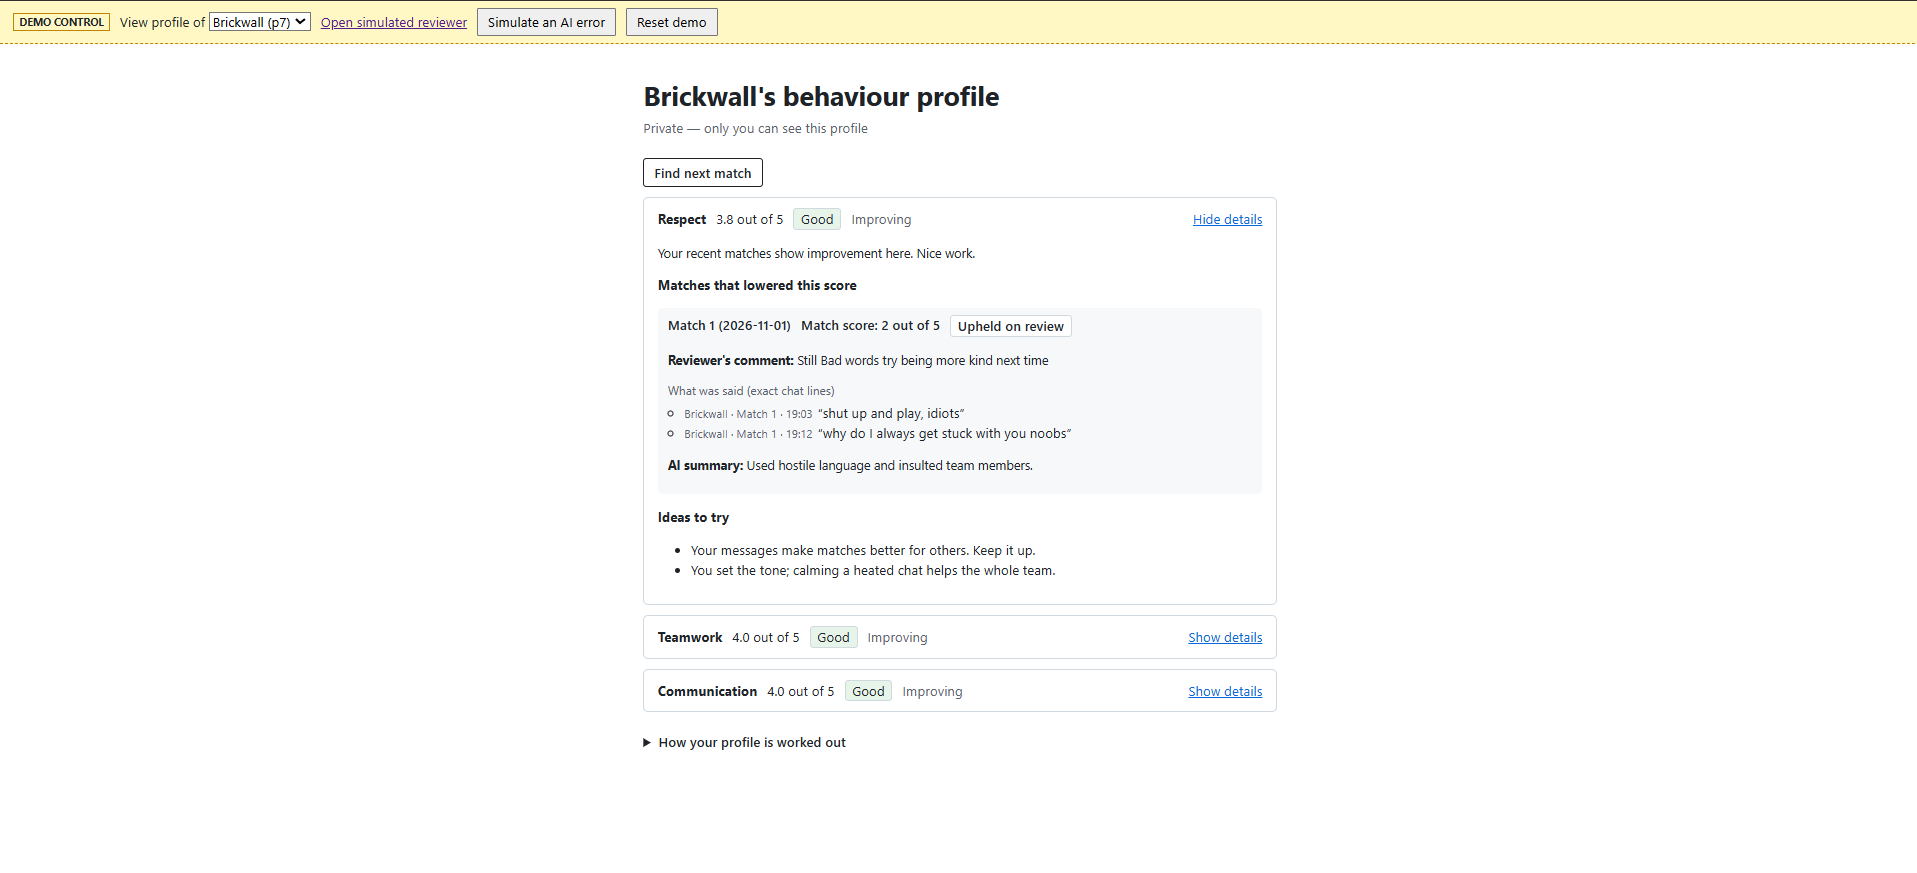 DEMO CONTROL View profile of Brickwall (p7) Open simulated reviewer Simulate an AI error Reset demo
Brickwall's behaviour profile
Private — only you can see this profile
Find next match
Respect 3.8 out of 5 Good Improving Hide details
Your recent matches show improvement here. Nice work.
Matches that lowered this score
Match 1 (2026-11-01) Match score: 2 out of 5 Upheld on review
Reviewer's comment: Still Bad words try being more kind next time
What was said (exact chat lines)
Brickwall · Match 1 · 19:03 “shut up and play, idiots”
Brickwall · Match 1 · 19:12 “why do I always get stuck with you noobs”
AI summary: Used hostile language and insulted team members.
Ideas to try
Your messages make matches better for others. Keep it up.
You set the tone; calming a heated chat helps the whole team.
Teamwork 4.0 out of 5 Good Improving Show details
Communication 4.0 out of 5 Good Improving Show details
How your profile is worked out